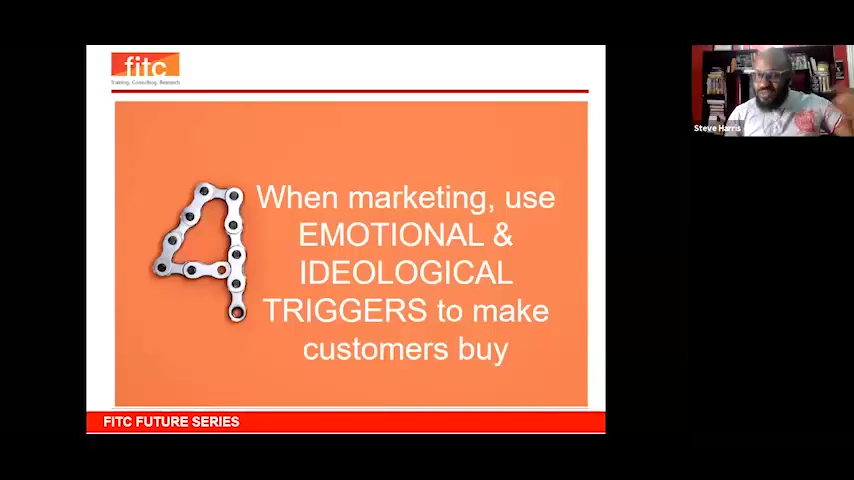 fitc
Training, Consulting, Research
4
When marketing, use
EMOTIONAL &
IDEOLOGICAL
TRIGGERS to make
customers buy
FITC FUTURE SERIES
Steve Harris